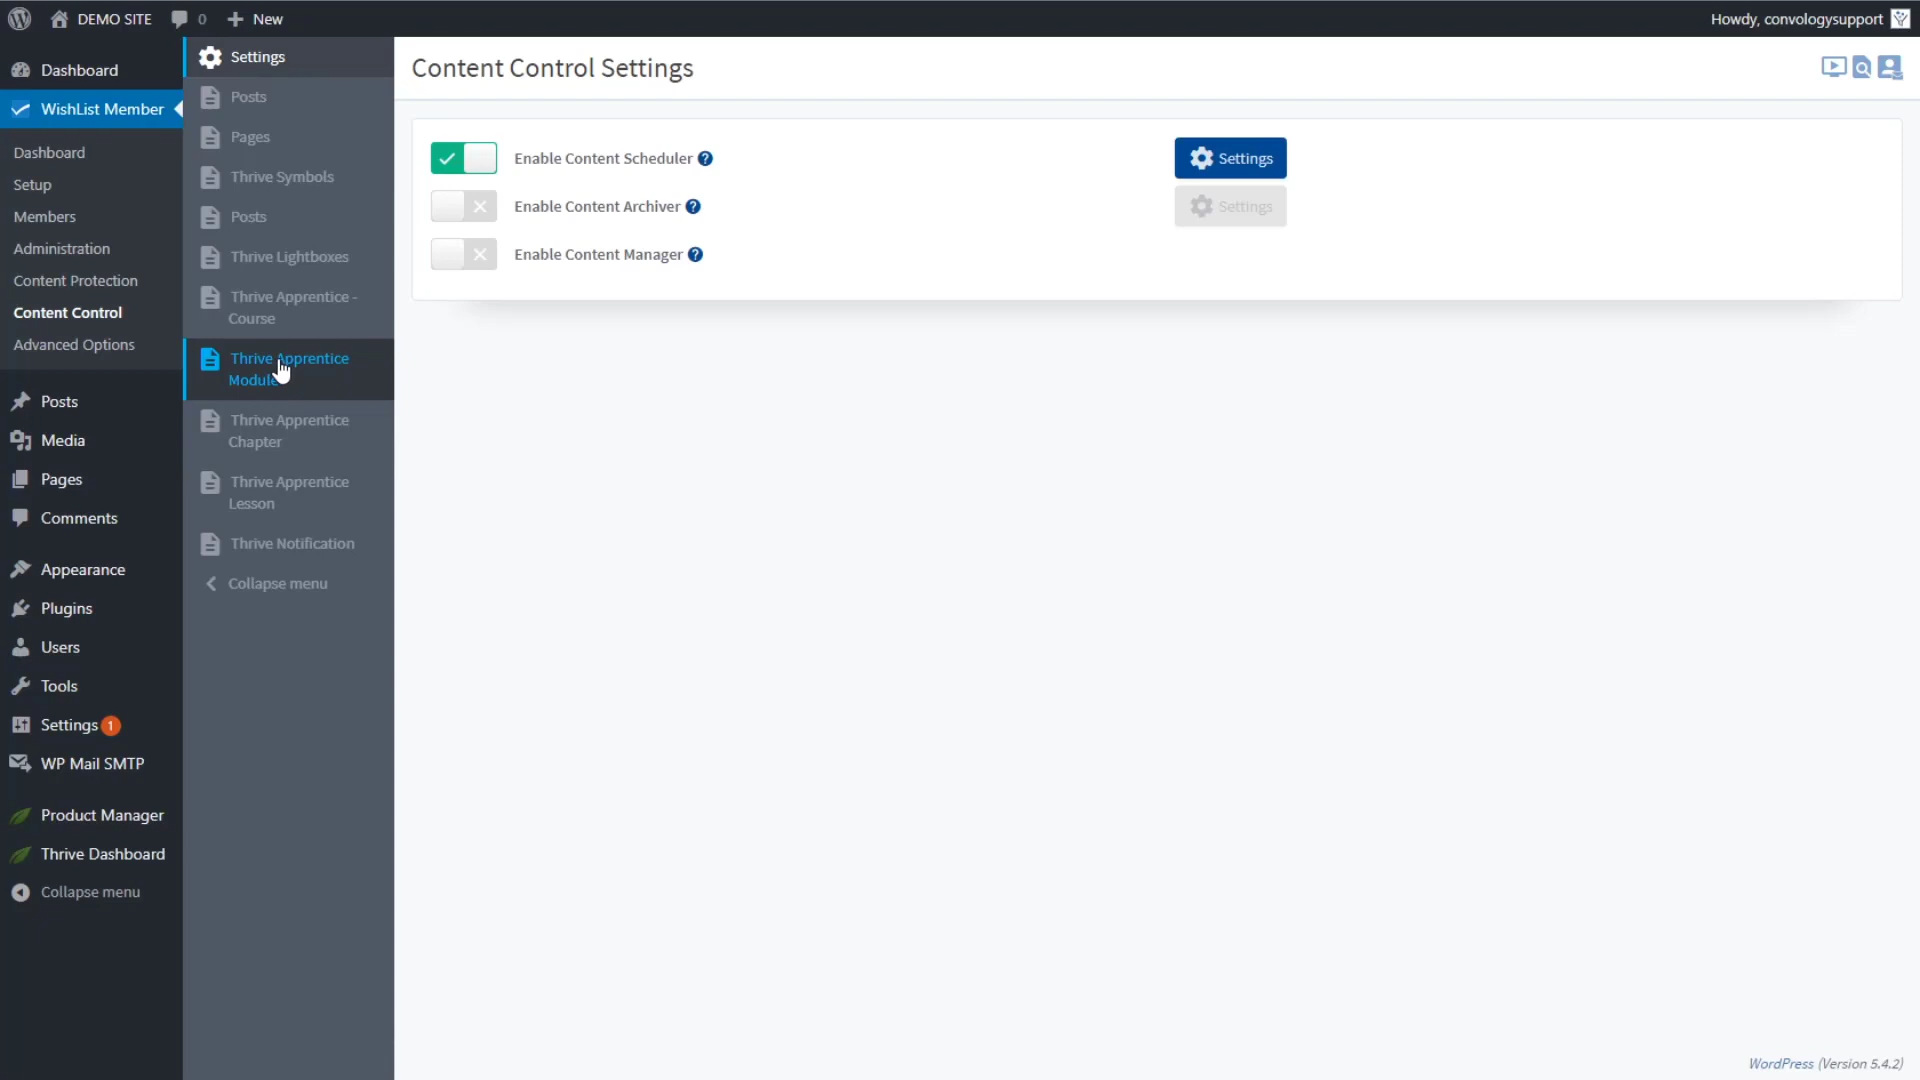 DEMO SITE
0
New
Howdy, convologysupport
Dashboard
WishList Member
Dashboard
Setup
Members
Administration
Content Protection
Content Control
Advanced Options
Posts
Media
Pages
Comments
Appearance
Plugins
Users
Tools
Settings 1
WP Mail SMTP
Product Manager
Thrive Dashboard
Collapse menu
Settings
Posts
Pages
Thrive Symbols
Posts
Thrive Lightboxes
Thrive Apprentice -
Course
Thrive Apprentice
Module
Thrive Apprentice
Chapter
Thrive Apprentice
Lesson
Thrive Notification
Collapse menu
Content Control Settings
Enable Content Scheduler ?
Settings
Enable Content Archiver ?
Settings
Enable Content Manager ?
WordPress (Version 5.4.2)